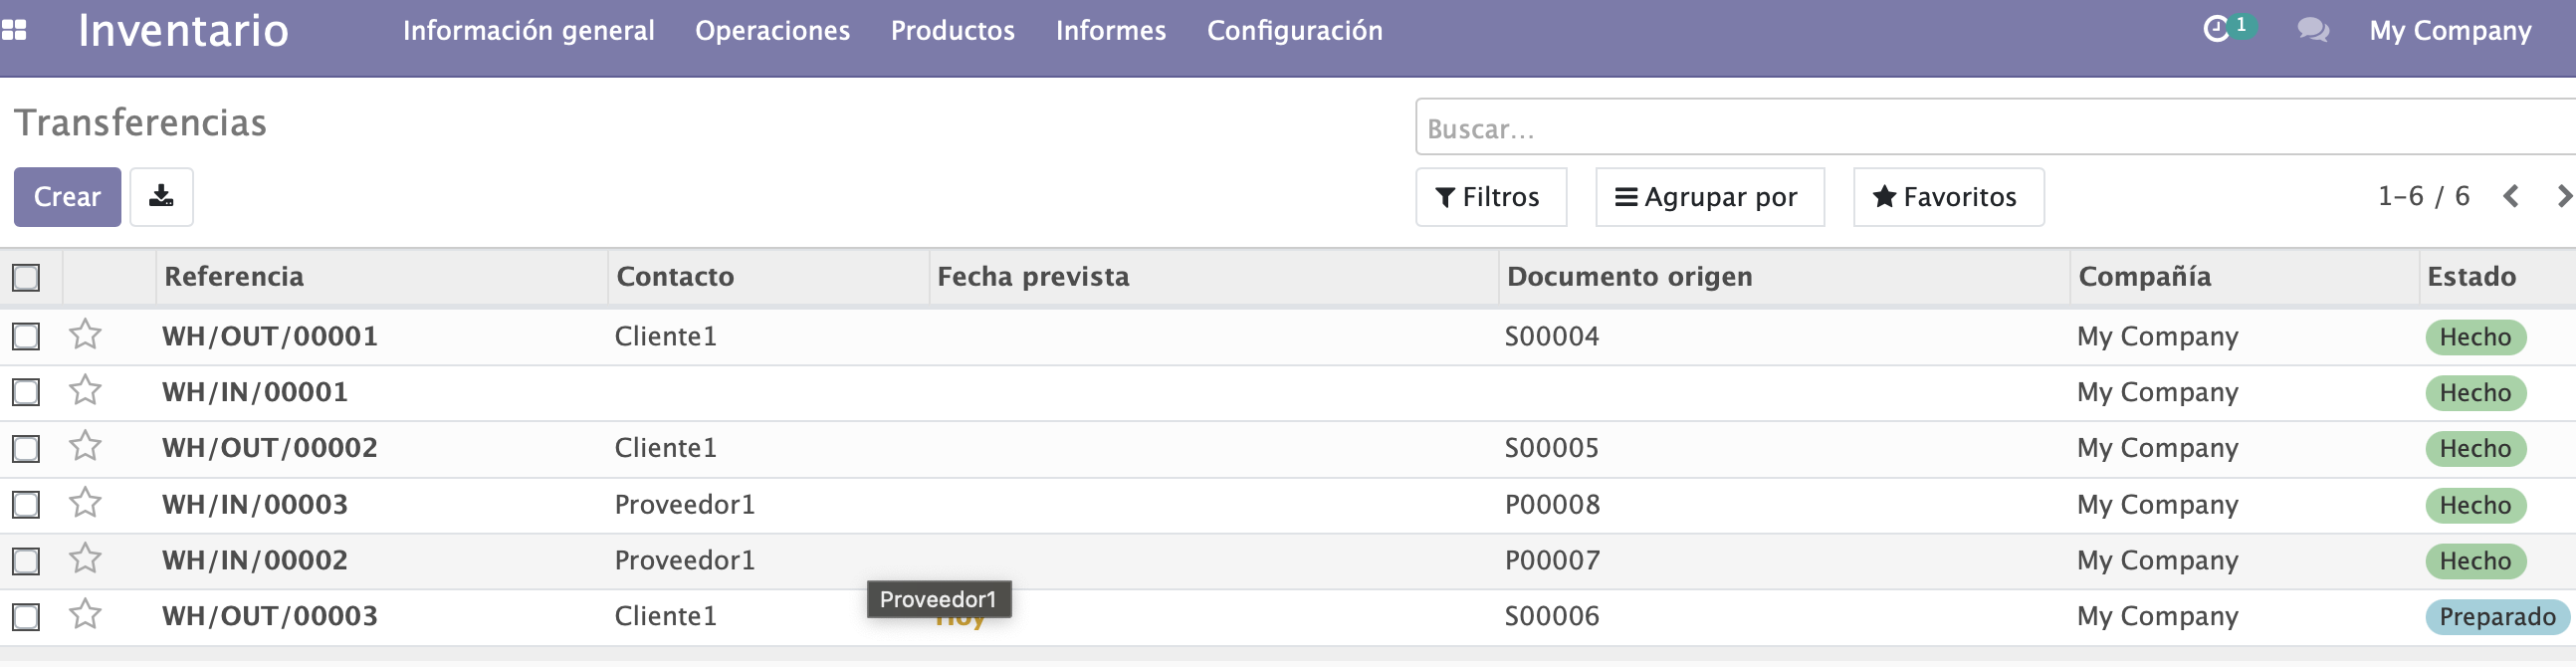 Inventario Información general Operaciones Productos Informes Configuración 1 My Company
Transferencias
Buscar...
Crear Filtros Agrupar por Favoritos 1-6 / 6
Referencia Contacto Fecha prevista Documento origen Compañía Estado
WH/OUT/00001 Cliente1 S00004 My Company Hecho
WH/IN/00001 My Company Hecho
WH/OUT/00002 Cliente1 S00005 My Company Hecho
WH/IN/00003 Proveedor1 P00008 My Company Hecho
WH/IN/00002 Proveedor1 P00007 My Company Hecho
Proveedor1
WH/OUT/00003 Cliente1 Hoy S00006 My Company Preparado